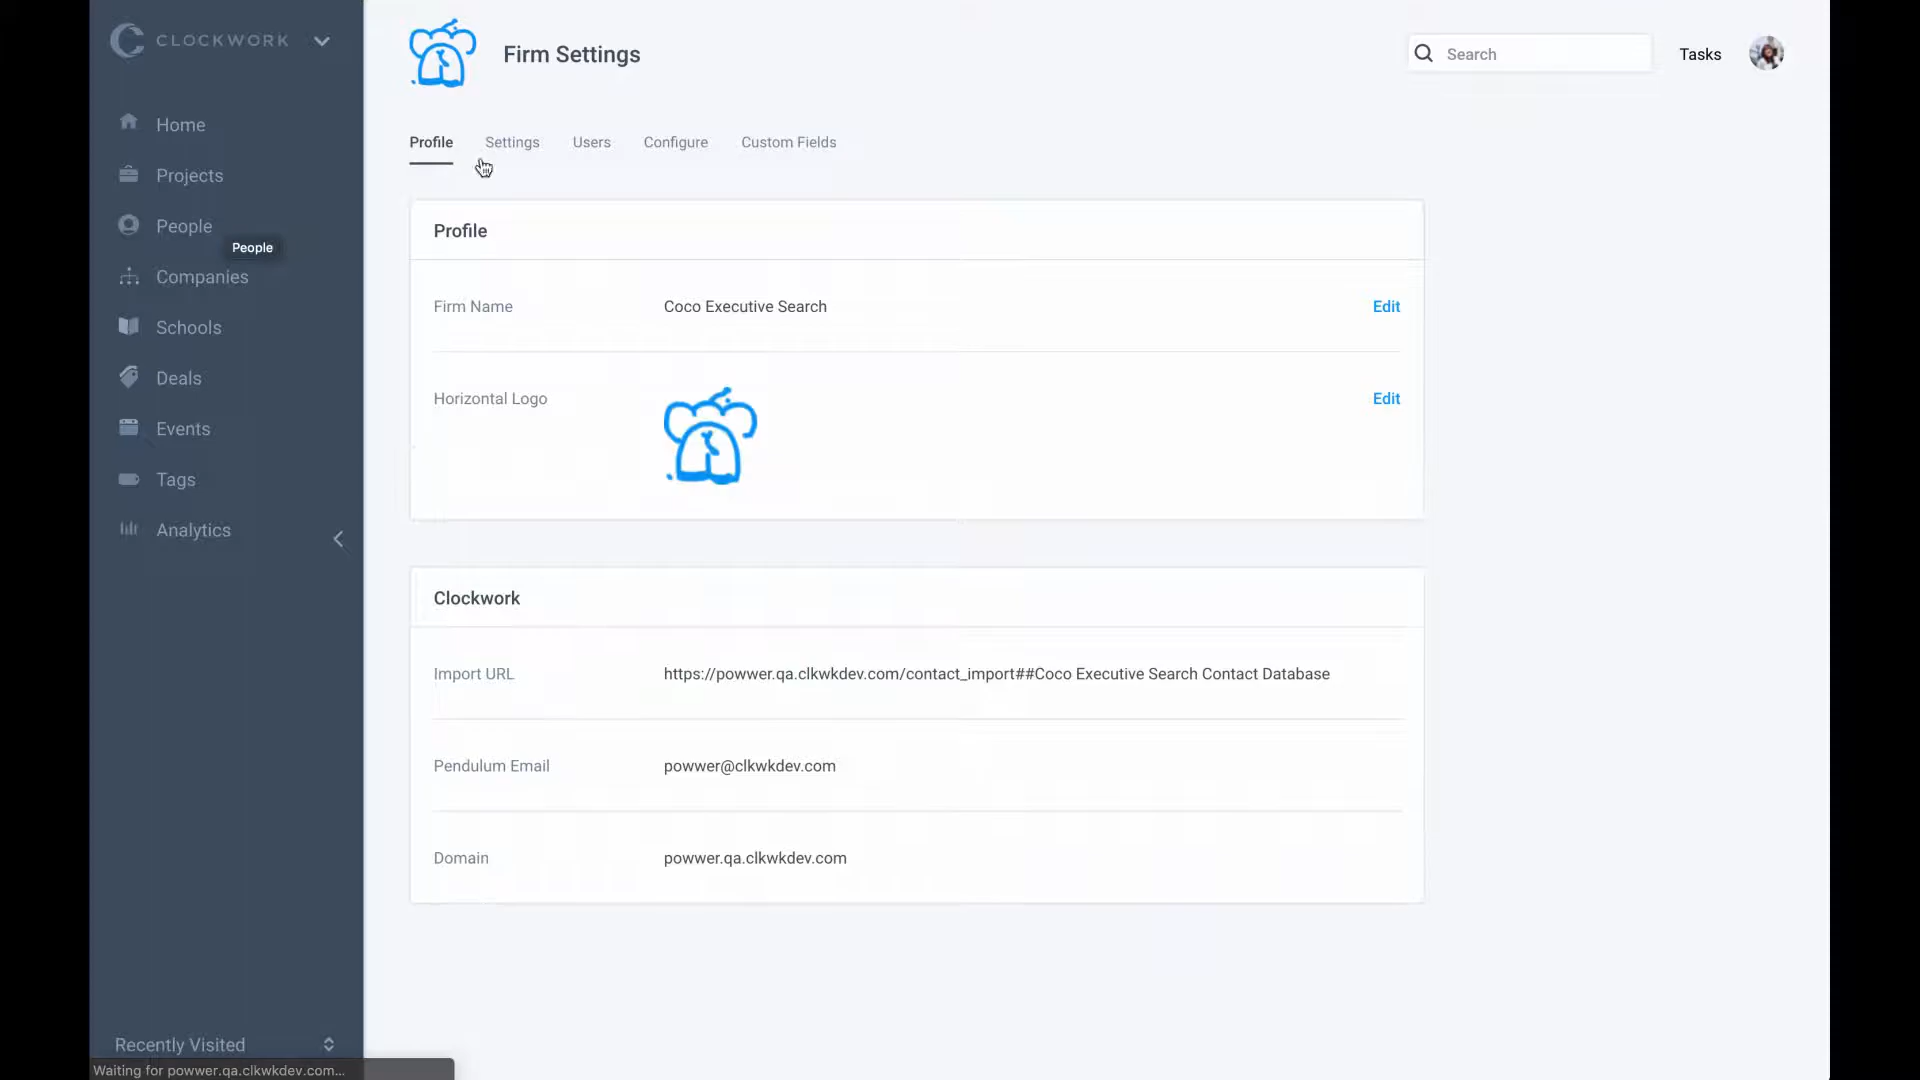 CLOCKWORK
Home
Projects
People
People
Companies
Schools
Deals
Events
Tags
Analytics
Recently Visited
Waiting for powwer.qa.clkwkdev.com...
Firm Settings
Search
Tasks
Profile
Settings
Users
Configure
Custom Fields
Profile
Firm Name
Coco Executive Search
Edit
Horizontal Logo
Edit
Clockwork
Import URL
https://powwer.qa.clkwkdev.com/contact_import##Coco Executive Search Contact Database
Pendulum Email
powwer@clkwkdev.com
Domain
powwer.qa.clkwkdev.com